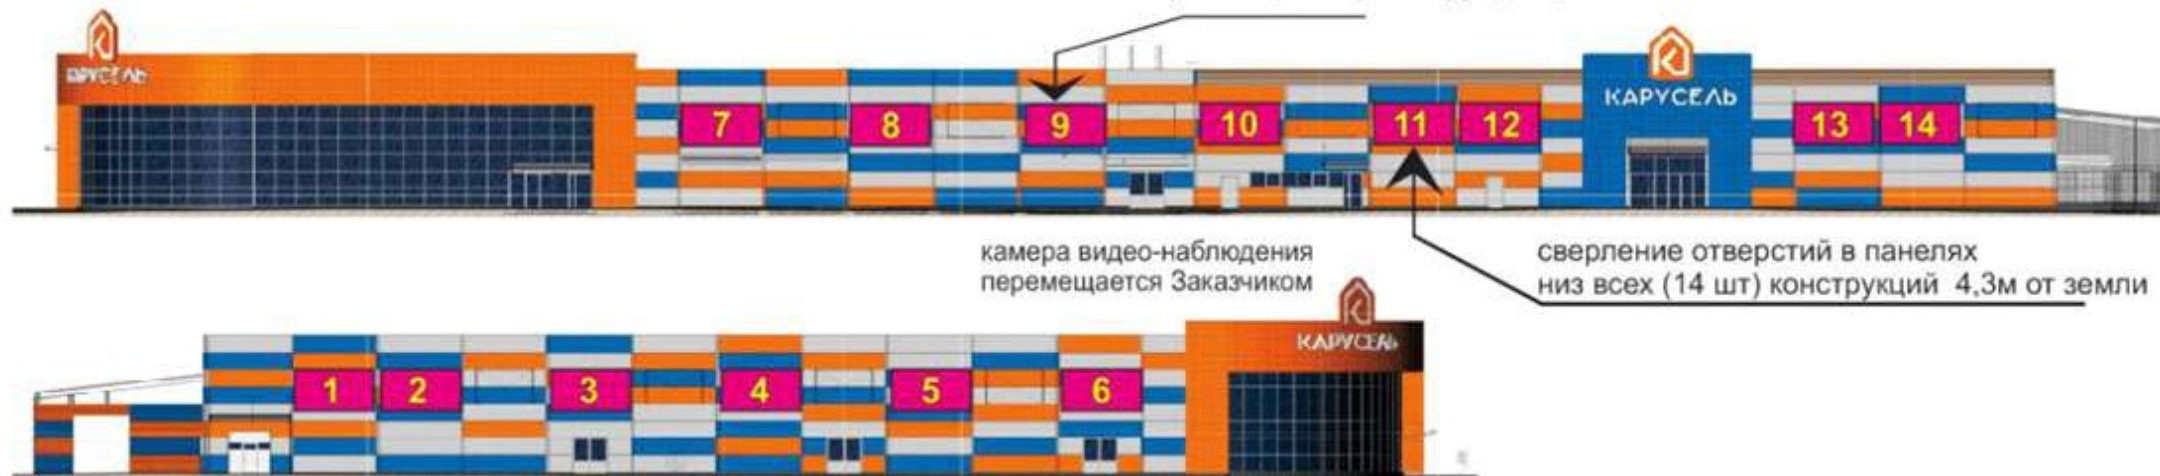 КАРУСЕЛЬ
7
8
9
10
11
12
13
14
камера видео-наблюдения
перемещается Заказчиком
сверление отверстий в панелях
низ всех (14 шт) конструкций 4,3м от земли
КАРУСЕЛЬ
1
2
3
4
5
6